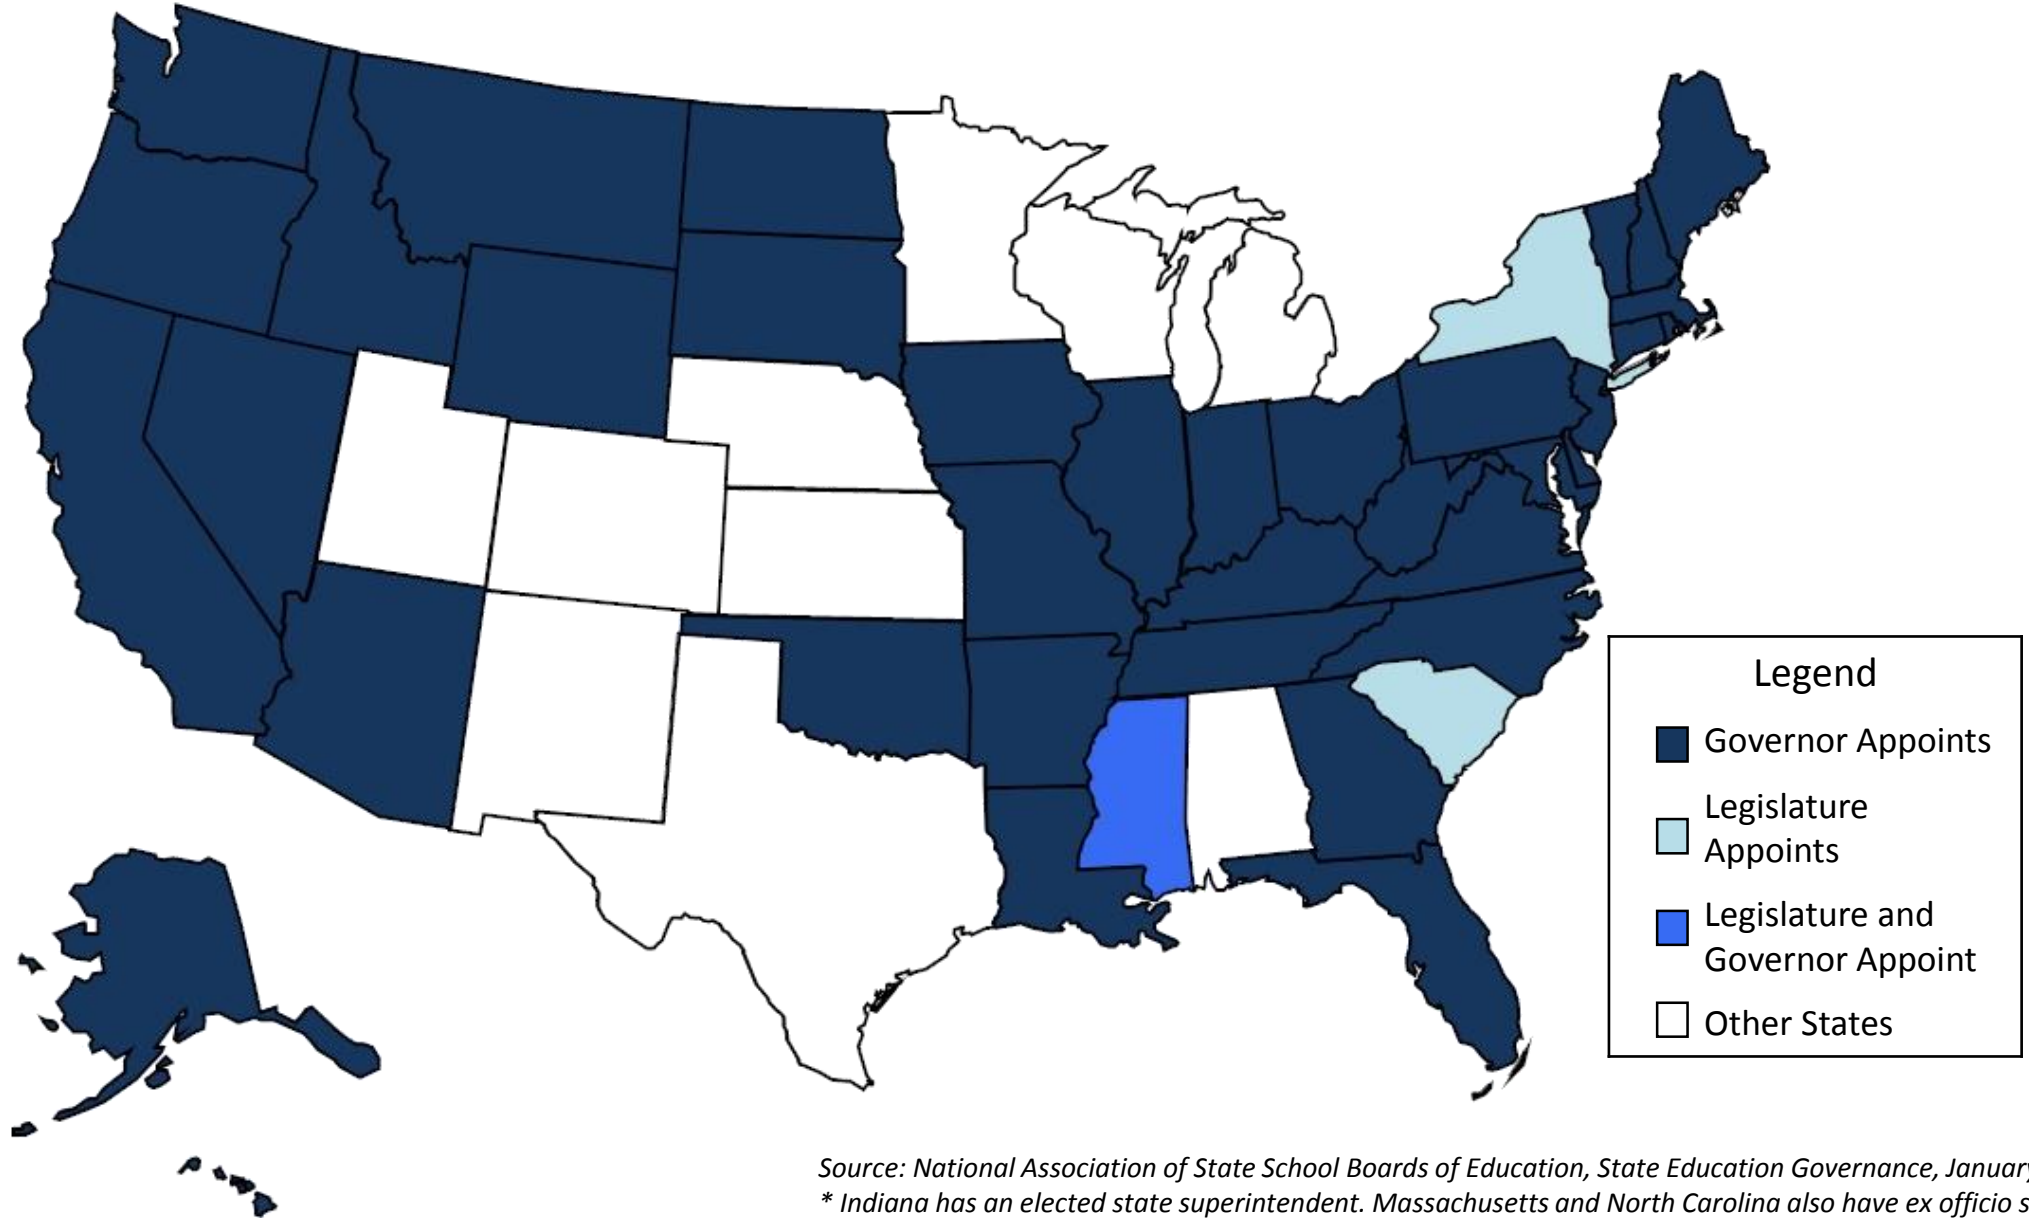 Legend
Governor Appoints
Legislature
Appoints
Legislature and
Governor Appoint
Other States
Source: National Association of State School Boards of Education, State Education Governance, January
* Indiana has an elected state superintendent. Massachusetts and North Carolina also have ex officio s